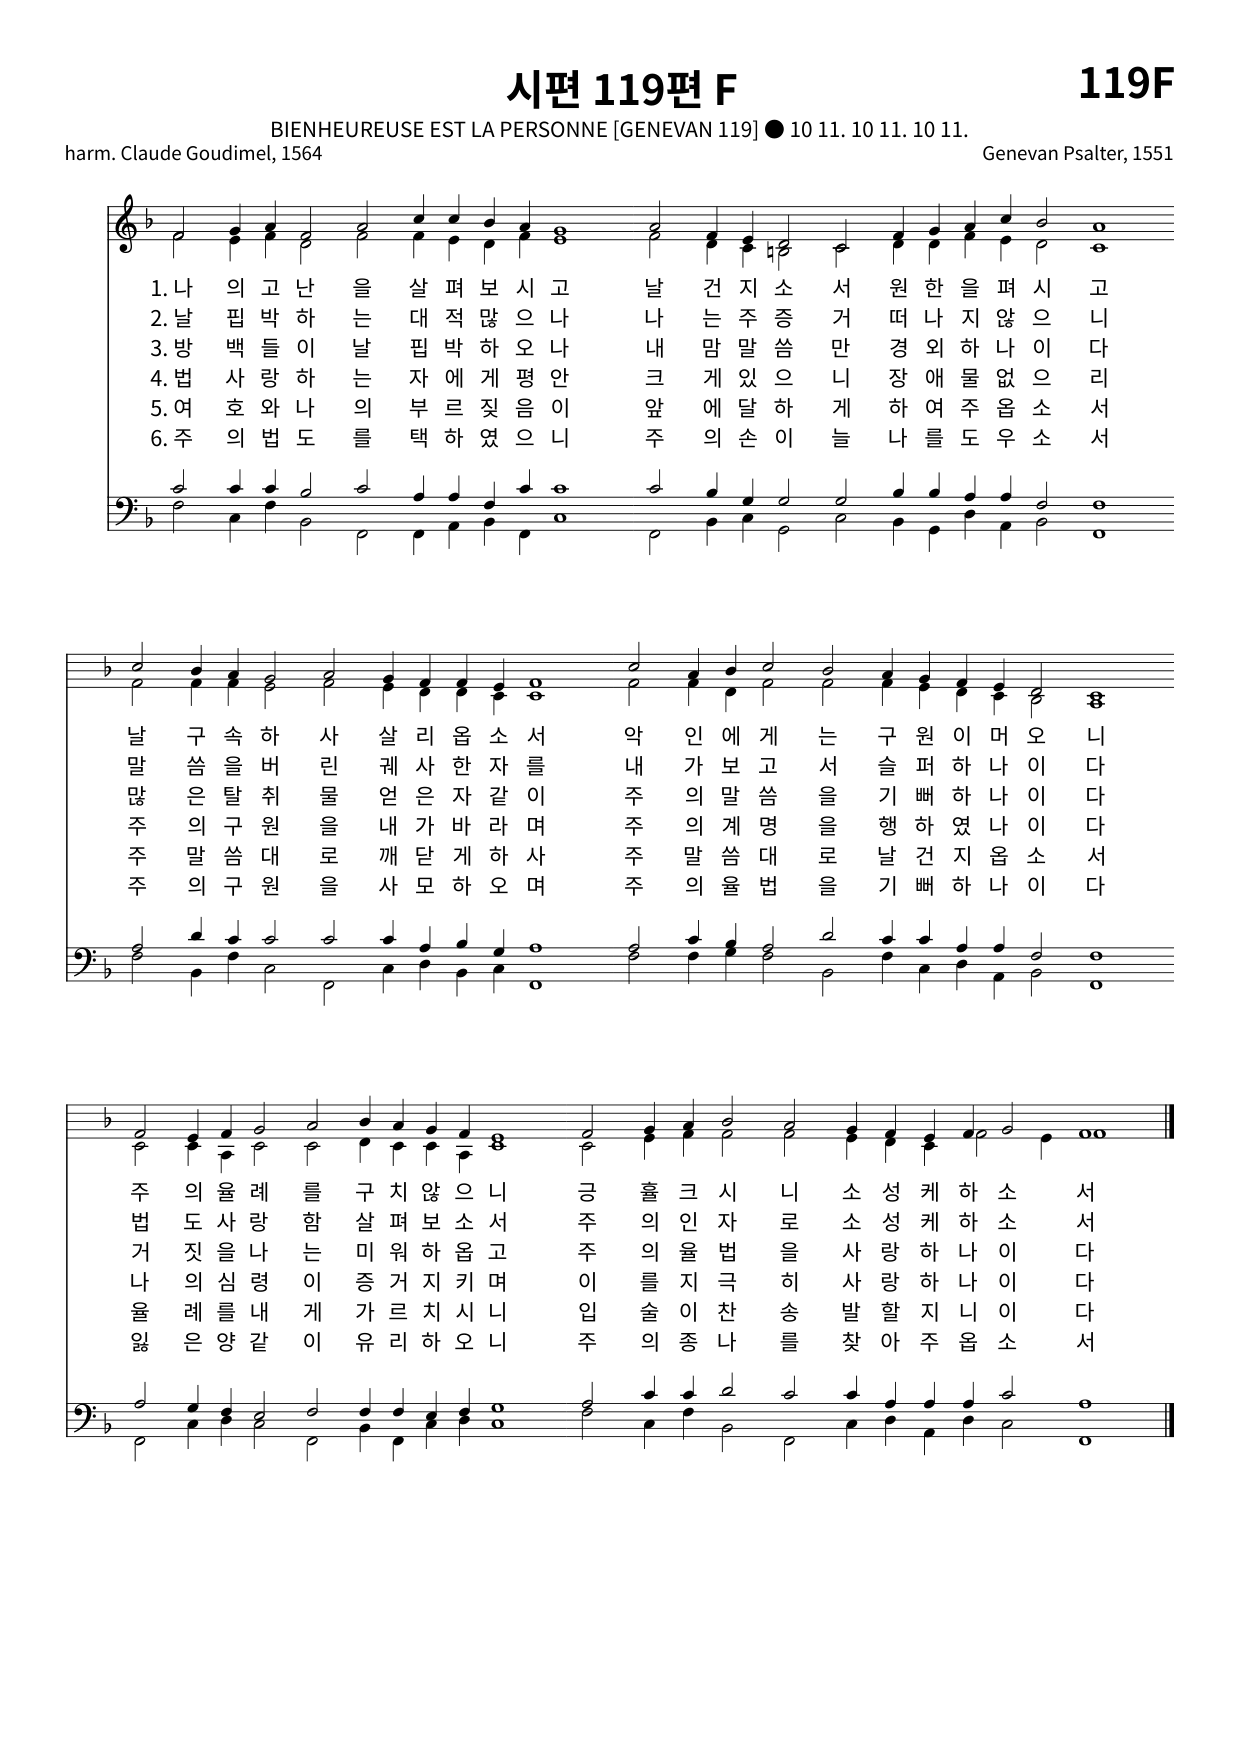 시편 119편 F
119F
BIENHEUREUSE EST LA PERSONNE [GENEVAN 119] ● 10 11. 10 11. 10 11.
harm. Claude Goudimel, 1564
Genevan Psalter, 1551
1. 나 의 고 난 을 살 펴 보 시 고 날 건 지 소 서 원 한 을 펴 시 고
2. 날 핍 박 하 는 대 적 많 으 나 나 는 주 증 거 떠 나 지 않 으 니
3. 방 백 들 이 날 핍 박 하 오 나 내 맘 말 씀 만 경 외 하 나 이 다
4. 법 사 랑 하 는 자 에 게 평 안 크 게 있 으 니 장 애 물 없 으 리
5. 여 호 와 나 의 부 르 짖 음 이 앞 에 달 하 게 하 여 주 옵 소 서
6. 주 의 법 도 를 택 하 였 으 니 주 의 손 이 늘 나 를 도 우 소 서
날 구 속 하 사 살 리 옵 소 서 악 인 에 게 는 구 원 이 머 오 니
말 씀 을 버 린 궤 사 한 자 를 내 가 보 고 서 슬 퍼 하 나 이 다
많 은 탈 취 물 얻 은 자 같 이 주 의 말 씀 을 기 뻐 하 나 이 다
주 의 구 원 을 내 가 바 라 며 주 의 계 명 을 행 하 였 나 이 다
주 말 씀 대 로 깨 닫 게 하 사 주 말 씀 대 로 날 건 지 옵 소 서
주 의 구 원 을 사 모 하 오 며 주 의 율 법 을 기 뻐 하 나 이 다
주 의 율 례 를 구 치 않 으 니 긍 휼 크 시 니 소 성 케 하 소 서
법 도 사 랑 함 살 펴 보 소 서 주 의 인 자 로 소 성 케 하 소 서
거 짓 을 나 는 미 워 하 옵 고 주 의 율 법 을 사 랑 하 나 이 다
나 의 심 령 이 증 거 지 키 며 이 를 지 극 히 사 랑 하 나 이 다
율 례 를 내 게 가 르 치 시 니 입 술 이 찬 송 발 할 지 니 이 다
잃 은 양 같 이 유 리 하 오 니 주 의 종 나 를 찾 아 주 옵 소 서